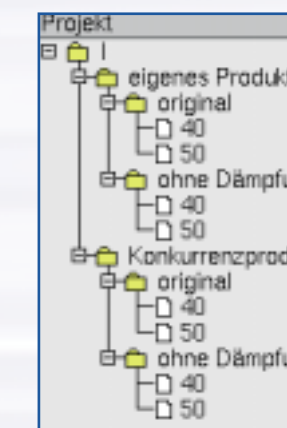 Projekt
I
eigenes Produkt
original
40
50
ohne Dämpfu
40
50
Konkurrenzprod
original
40
50
ohne Dämpfu
40
50